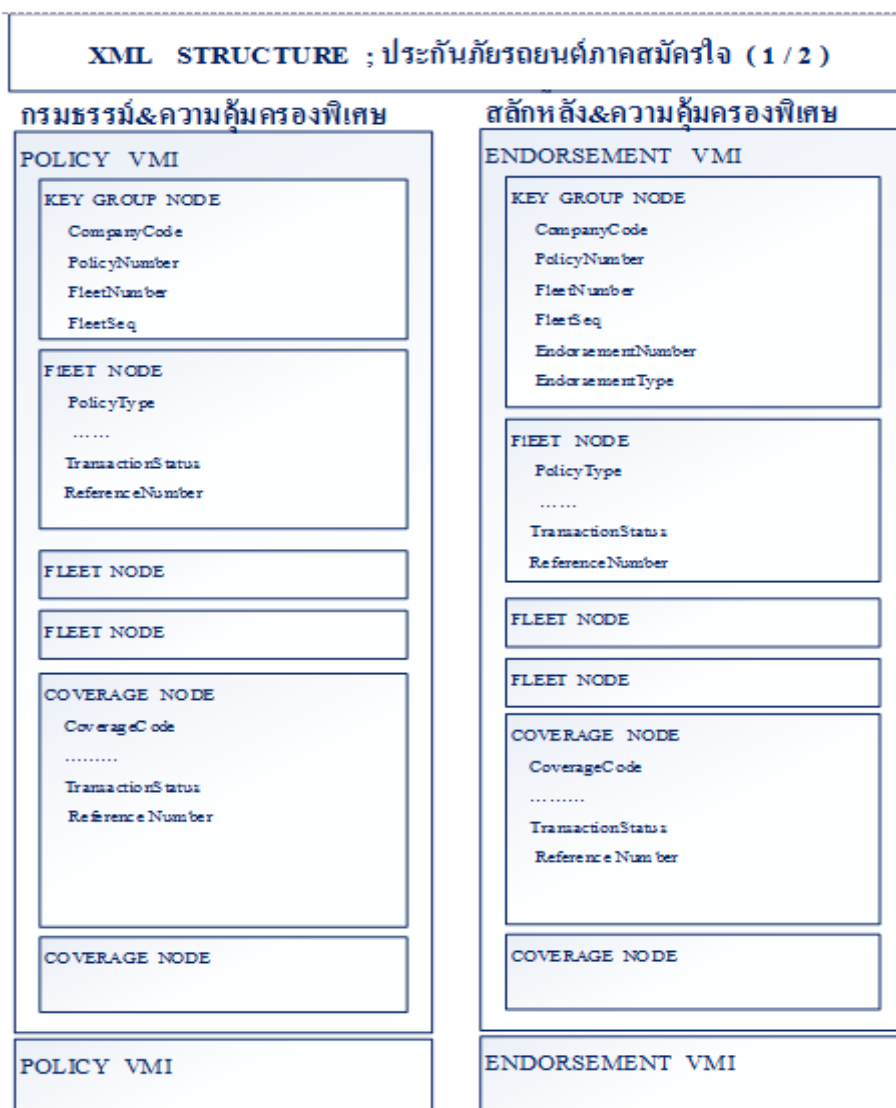 XML STRUCTURE ; ประกันภัยรถยนต์ภาคสมัครใจ ( 1 / 2 )
กรมธรรม์&ความคุ้มครองพิเศษ
POLICY VMI
KEY GROUP NODE
CompanyCode
PolicyNumber
FleetNumber
FleetSeq
FlEET NODE
PolicyType
......
TransactionStatus
ReferenceNumber
FLEET NODE
FLEET NODE
COVERAGE NODE
CoverageCode
.........
TransactionStatus
Reference Number
COVERAGE NODE
POLICY VMI
สลักหลัง&ความคุ้มครองพิเศษ
ENDORSEMENT VMI
KEY GROUP NODE
CompanyCode
PolicyNumber
FleetNumber
FleetSeq
EndorsementNumber
EndorsementType
FlEET NODE
PolicyType
......
TransactionStatus
ReferenceNumber
FLEET NODE
FLEET NODE
COVERAGE NODE
CoverageCode
.........
TransactionStatus
Reference Number
COVERAGE NODE
ENDORSEMENT VMI